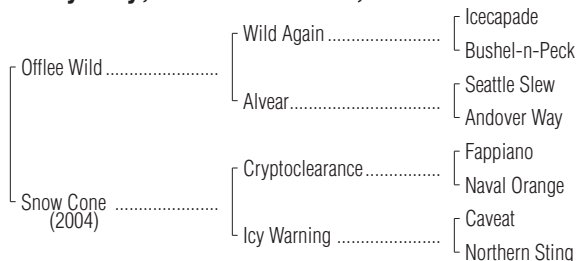 Icecapade
Wild Again
Bushel-n-Peck
Offlee Wild
Seattle Slew
Alvear
Andover Way
Fappiano
Cryptoclearance
Naval Orange
Snow Cone
(2004)
Caveat
Icy Warning
Northern Sting